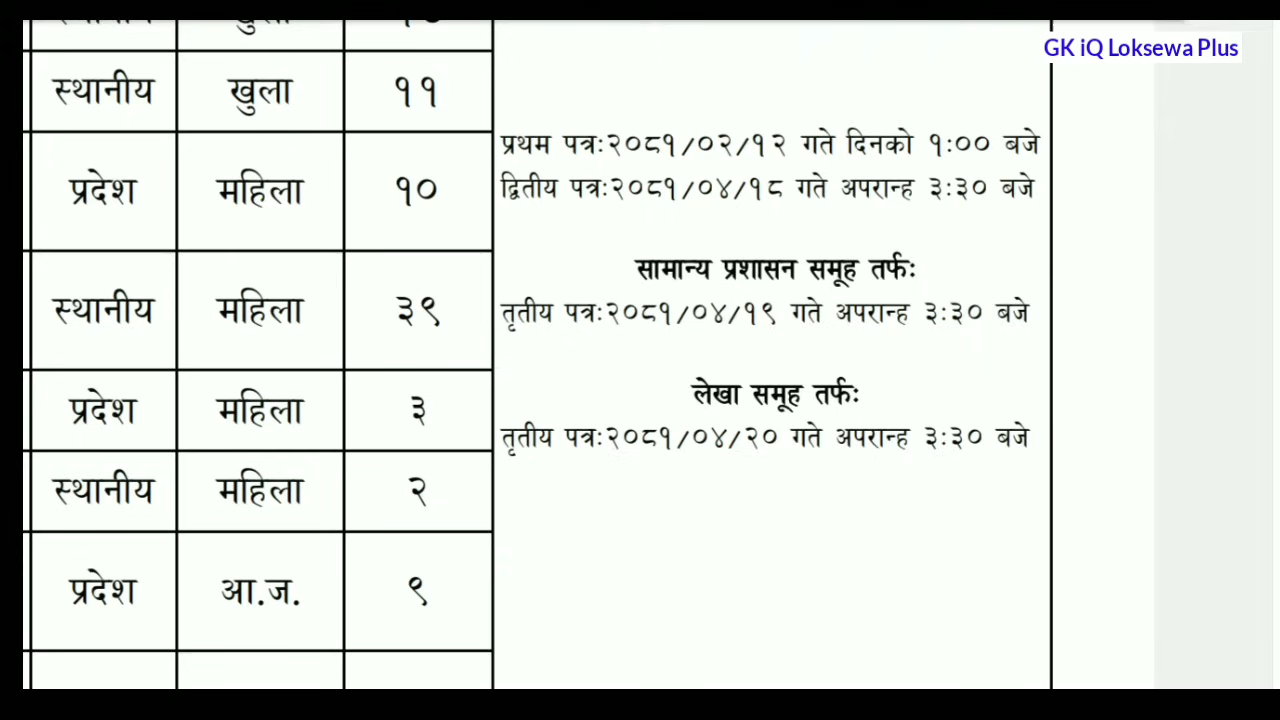 GK iQ Loksewa Plus
स्थानीय खुला ११
प्रथम पत्रः२०८१/०२/१२ गते दिनको १:०० बजे
प्रदेश महिला १०
द्वितीय पत्रः२०८१/०४/१८ गते अपरान्ह ३:३० बजे
सामान्य प्रशासन समूह तर्फः
स्थानीय महिला ३९
तृतीय पत्रः२०८१/०४/१९ गते अपरान्ह ३:३० बजे
लेखा समूह तर्फः
प्रदेश महिला ३
तृतीय पत्रः२०८१/०४/२० गते अपरान्ह ३:३० बजे
स्थानीय महिला २
प्रदेश आ.ज. ९